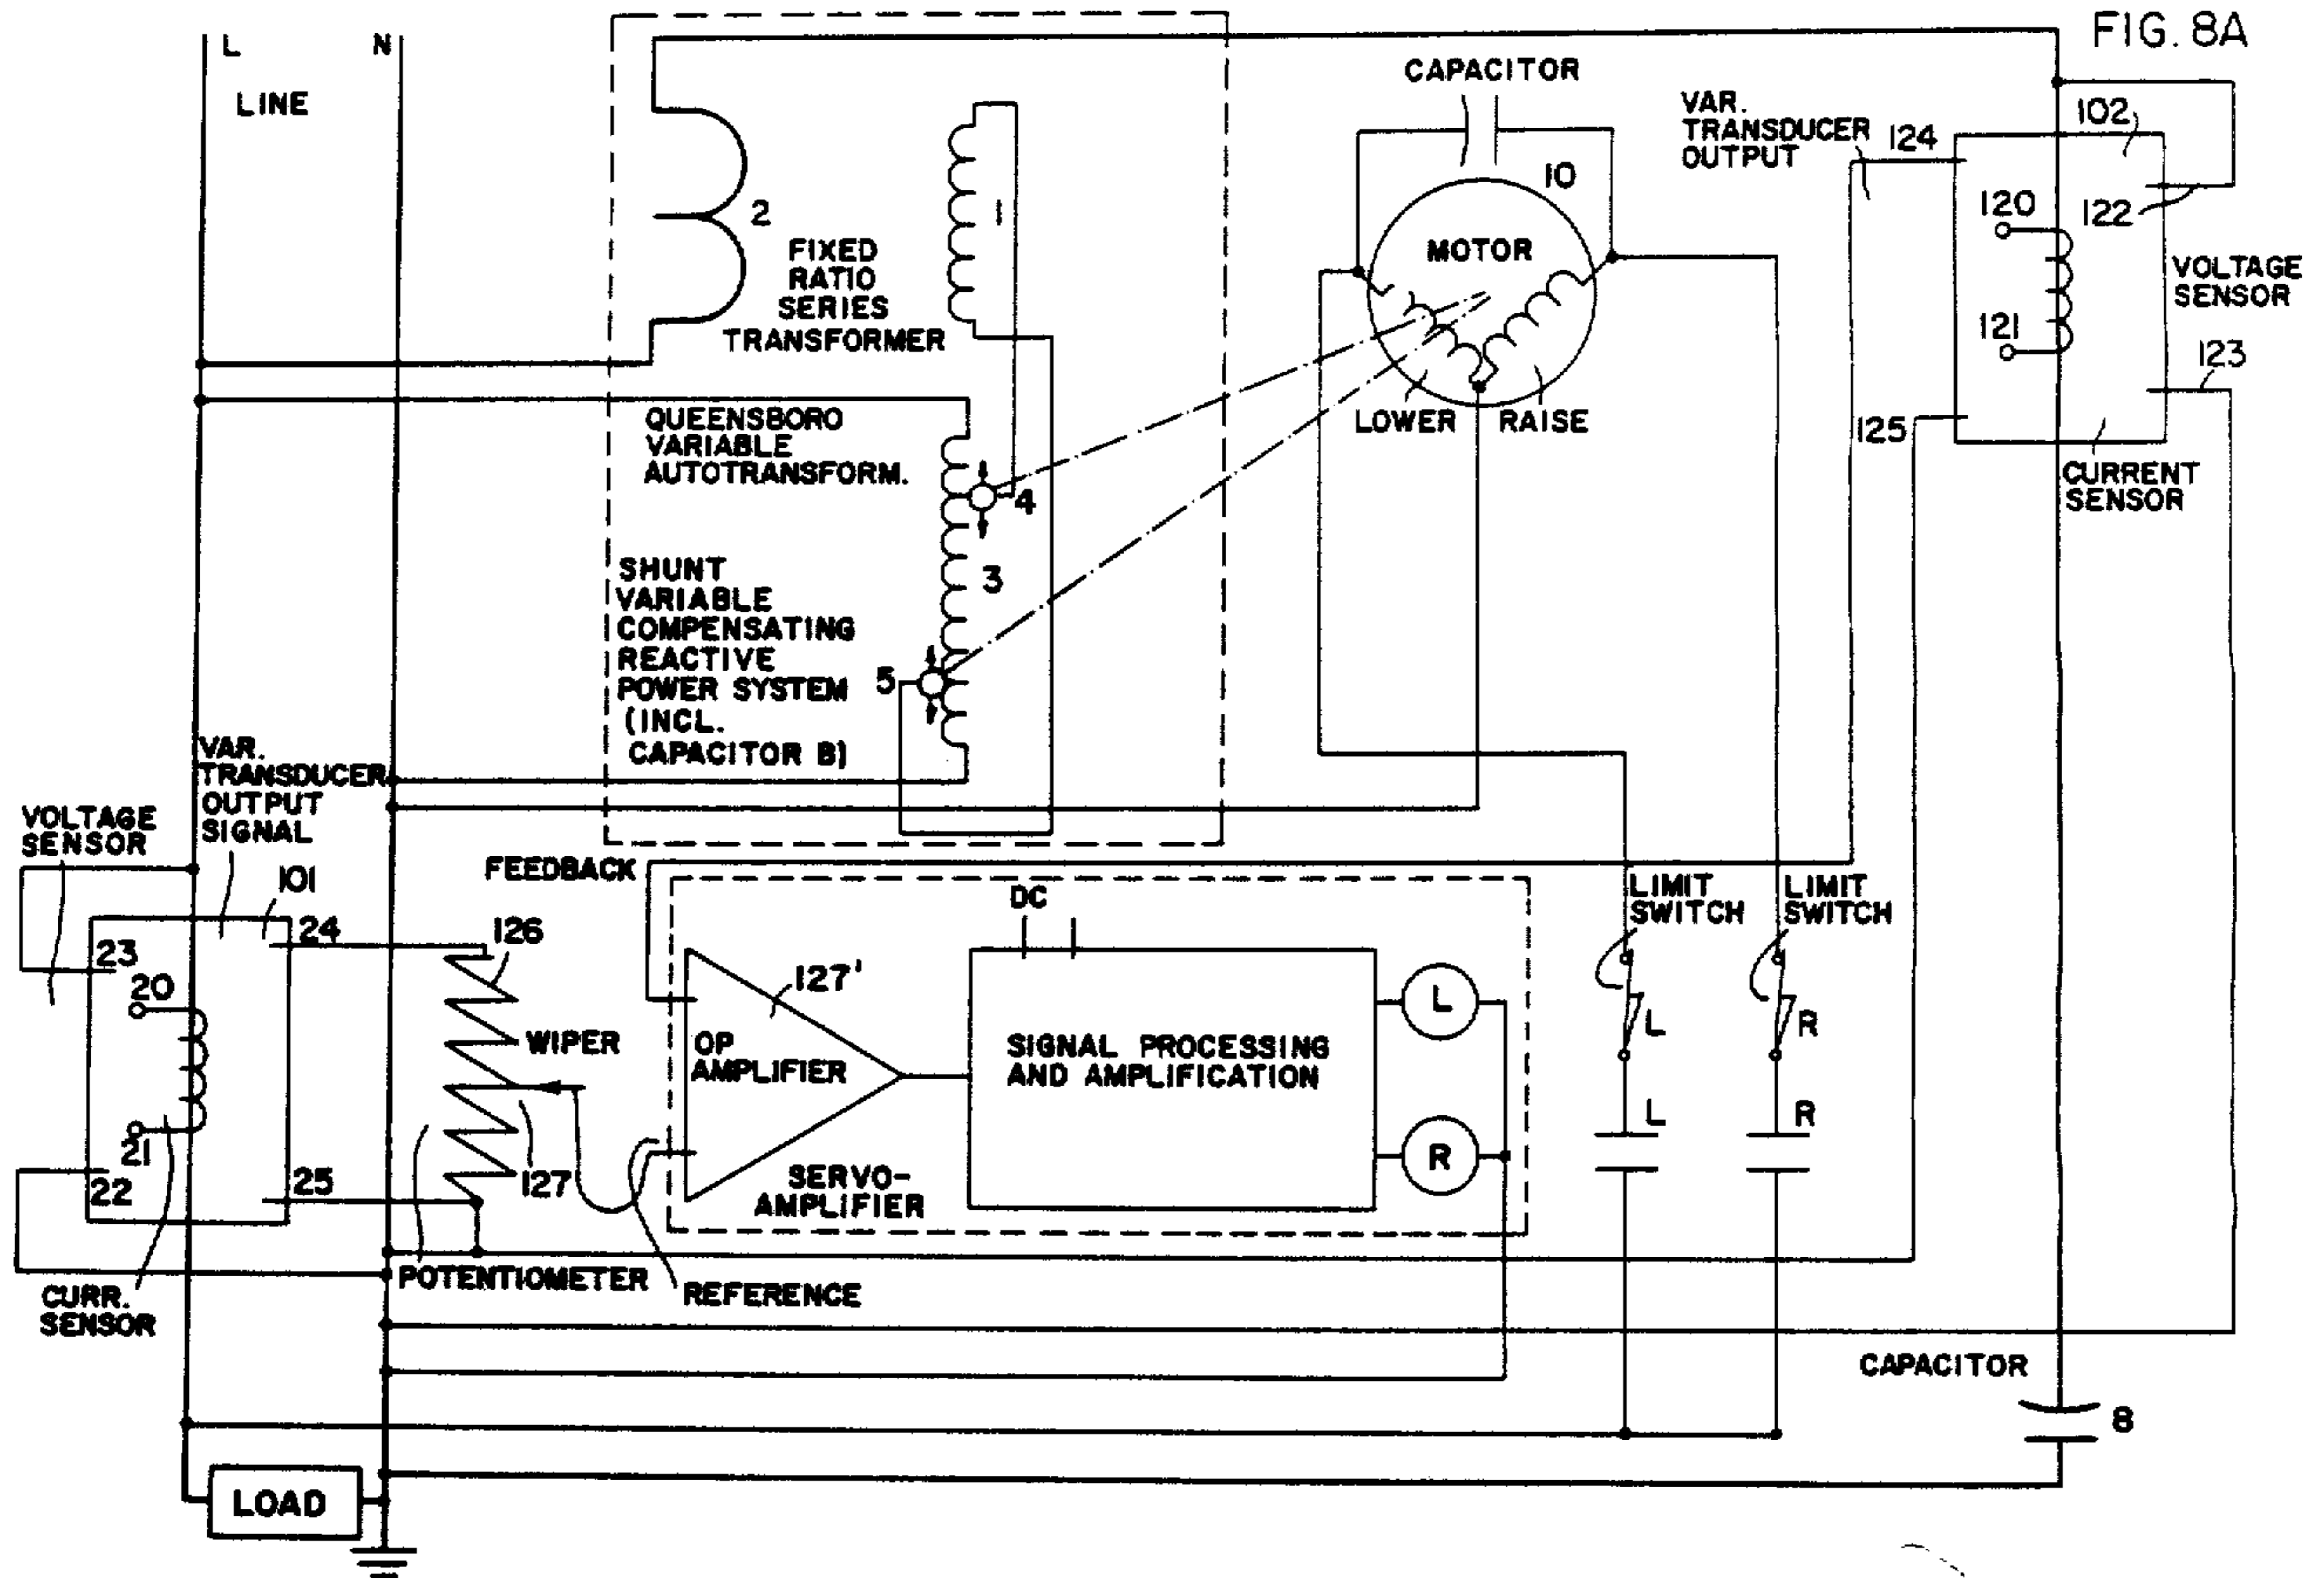 FIG. 8A
L
N
LINE
CAPACITOR
VAR.
TRANSDUCER
OUTPUT
124
102
10
2
1
120
122
MOTOR
FIXED
RATIO
SERIES
TRANSFORMER
VOLTAGE
SENSOR
121
123
LOWER
RAISE
125
QUEENSBORO
VARIABLE
AUTOTRANSFORM.
4
CURRENT
SENSOR
3
SHUNT
VARIABLE
COMPENSATING
REACTIVE
POWER SYSTEM
(INCL.
CAPACITOR B)
5
VAR.
TRANSDUCER
OUTPUT
SIGNAL
VOLTAGE
SENSOR
FEEDBACK
101
DC
LIMIT
SWITCH
LIMIT
SWITCH
24
126
23
20
127'
L
WIPER
OP
AMPLIFIER
SIGNAL PROCESSING
AND AMPLIFICATION
L
R
L
R
21
22
25
127
SERVO-
AMPLIFIER
R
POTENTIOMETER
REFERENCE
CURR.
SENSOR
CAPACITOR
8
LOAD